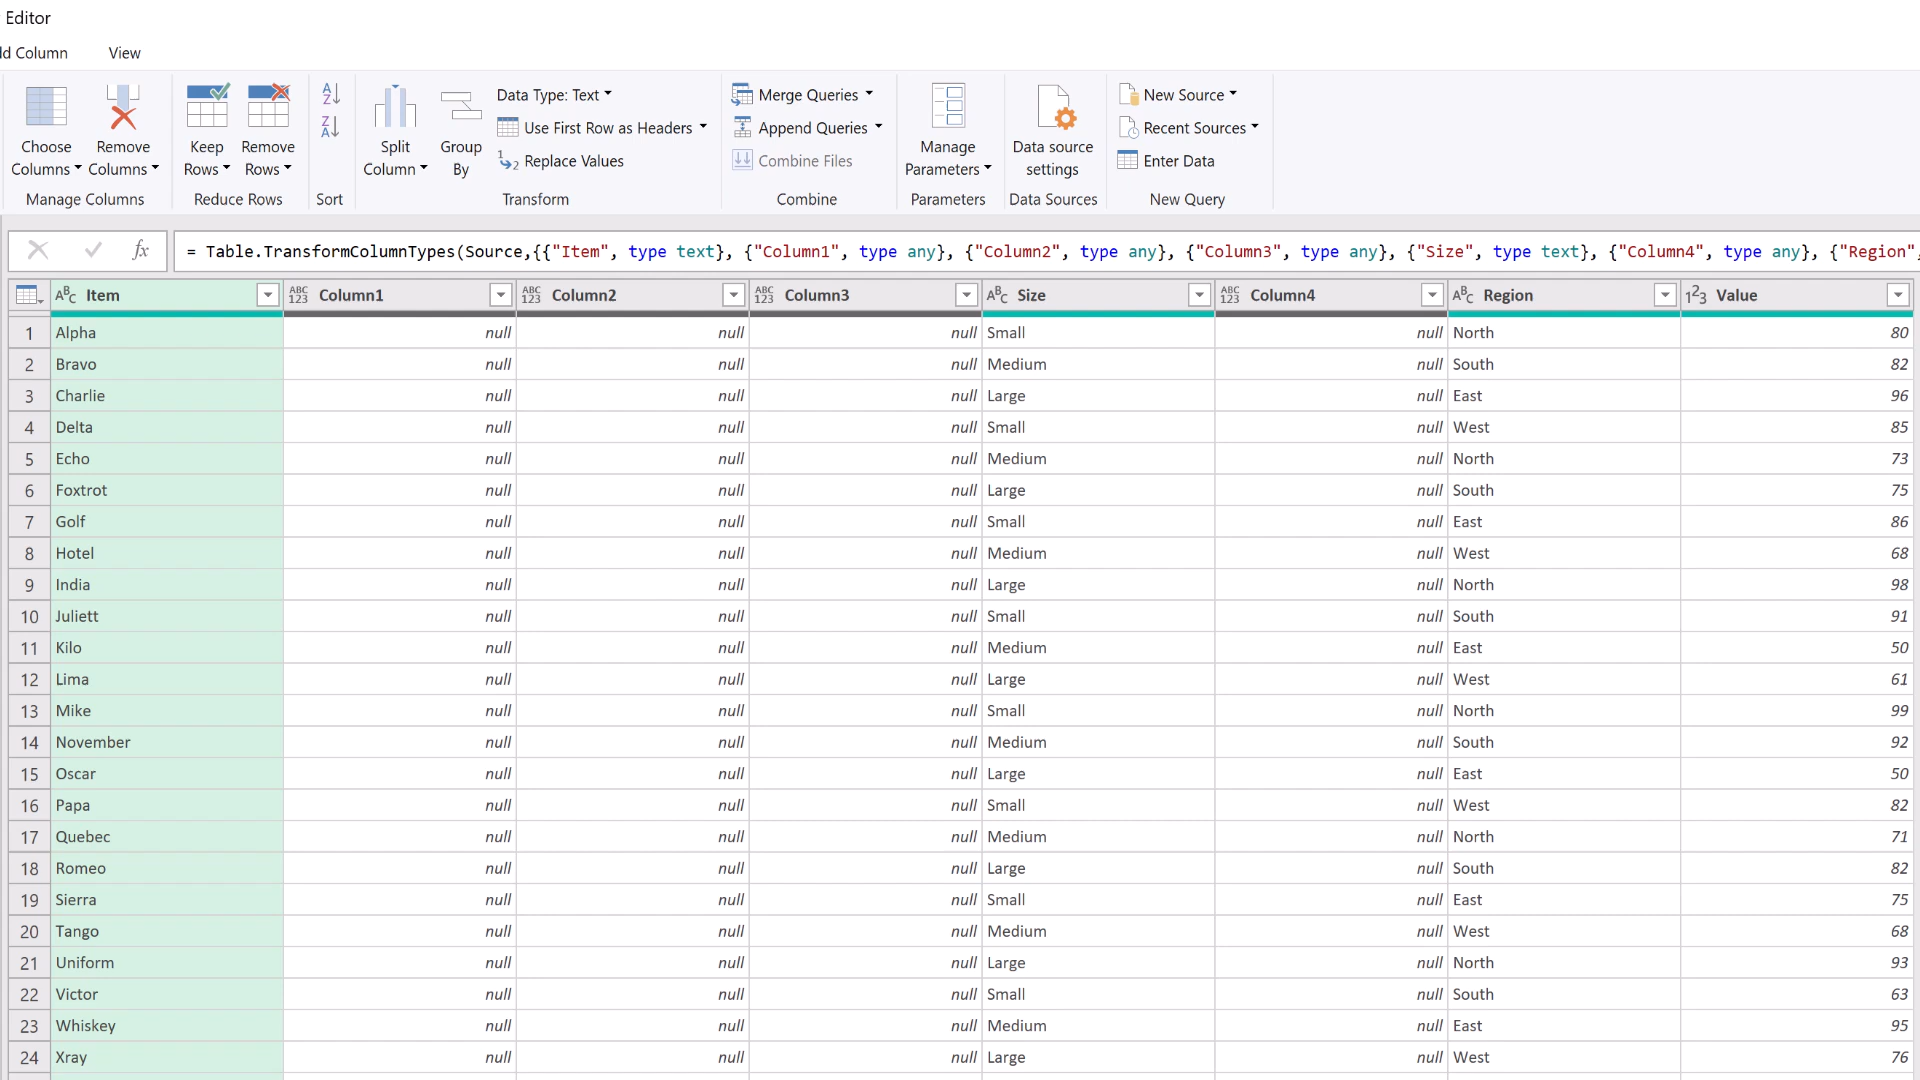 Editor
ld Column View
Choose Columns
Remove Columns
Manage Columns
Keep Rows
Remove Rows
Reduce Rows
A Z
Z A
Sort
Split Column
Group By
Data Type: Text
Use First Row as Headers
1 2 Replace Values
Transform
Merge Queries
Append Queries
Combine Files
Combine
Manage Parameters
Parameters
Data source settings
Data Sources
New Source
Recent Sources
Enter Data
New Query
fx = Table.TransformColumnTypes(Source,{{"Item", type text}, {"Column1", type any}, {"Column2", type any}, {"Column3", type any}, {"Size", type text}, {"Column4", type any}, {"Region",
ABC Item ABC 123 Column1 ABC 123 Column2 ABC 123 Column3 ABC Size ABC 123 Column4 ABC Region 123 Value
1 Alpha null null null Small null North 80
2 Bravo null null null Medium null South 82
3 Charlie null null null Large null East 96
4 Delta null null null Small null West 85
5 Echo null null null Medium null North 73
6 Foxtrot null null null Large null South 75
7 Golf null null null Small null East 86
8 Hotel null null null Medium null West 68
9 India null null null Large null North 98
10 Juliett null null null Small null South 91
11 Kilo null null null Medium null East 50
12 Lima null null null Large null West 61
13 Mike null null null Small null North 99
14 November null null null Medium null South 92
15 Oscar null null null Large null East 50
16 Papa null null null Small null West 82
17 Quebec null null null Medium null North 71
18 Romeo null null null Large null South 82
19 Sierra null null null Small null East 75
20 Tango null null null Medium null West 68
21 Uniform null null null Large null North 93
22 Victor null null null Small null South 63
23 Whiskey null null null Medium null East 95
24 Xray null null null Large null West 76